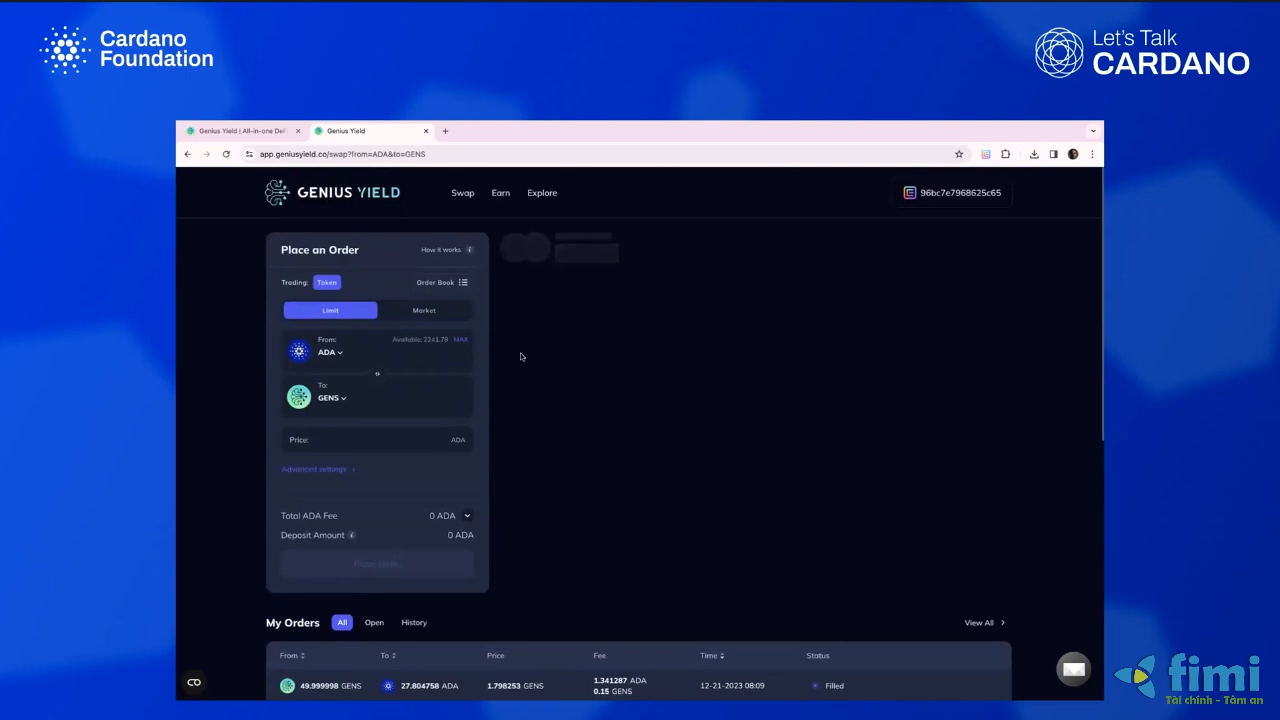 Cardano
Foundation
Let's Talk
CARDANO
Genius Yield | All-in-one DeF
Genius Yield
app.geniusyield.co/swap?from=ADA&to=GENS
GENIUS YIELD
Swap
Earn
Explore
96bc7e7968625c65
Place an Order
How it works
Trading:
Token
Order Book
Limit
Market
From:
Available: 2241.78
MAX
ADA
To:
GENS
Price:
ADA
Advanced settings
Total ADA Fee
0 ADA
Deposit Amount
0 ADA
Place Order
My Orders
All
Open
History
View All
From
To
Price
Fee
Time
Status
49.999998 GENS
27.804758 ADA
1.798253 GENS
1.341287 ADA
0.15 GENS
12-21-2023 08:09
Filled
fimi
Tài chính - Tâm an